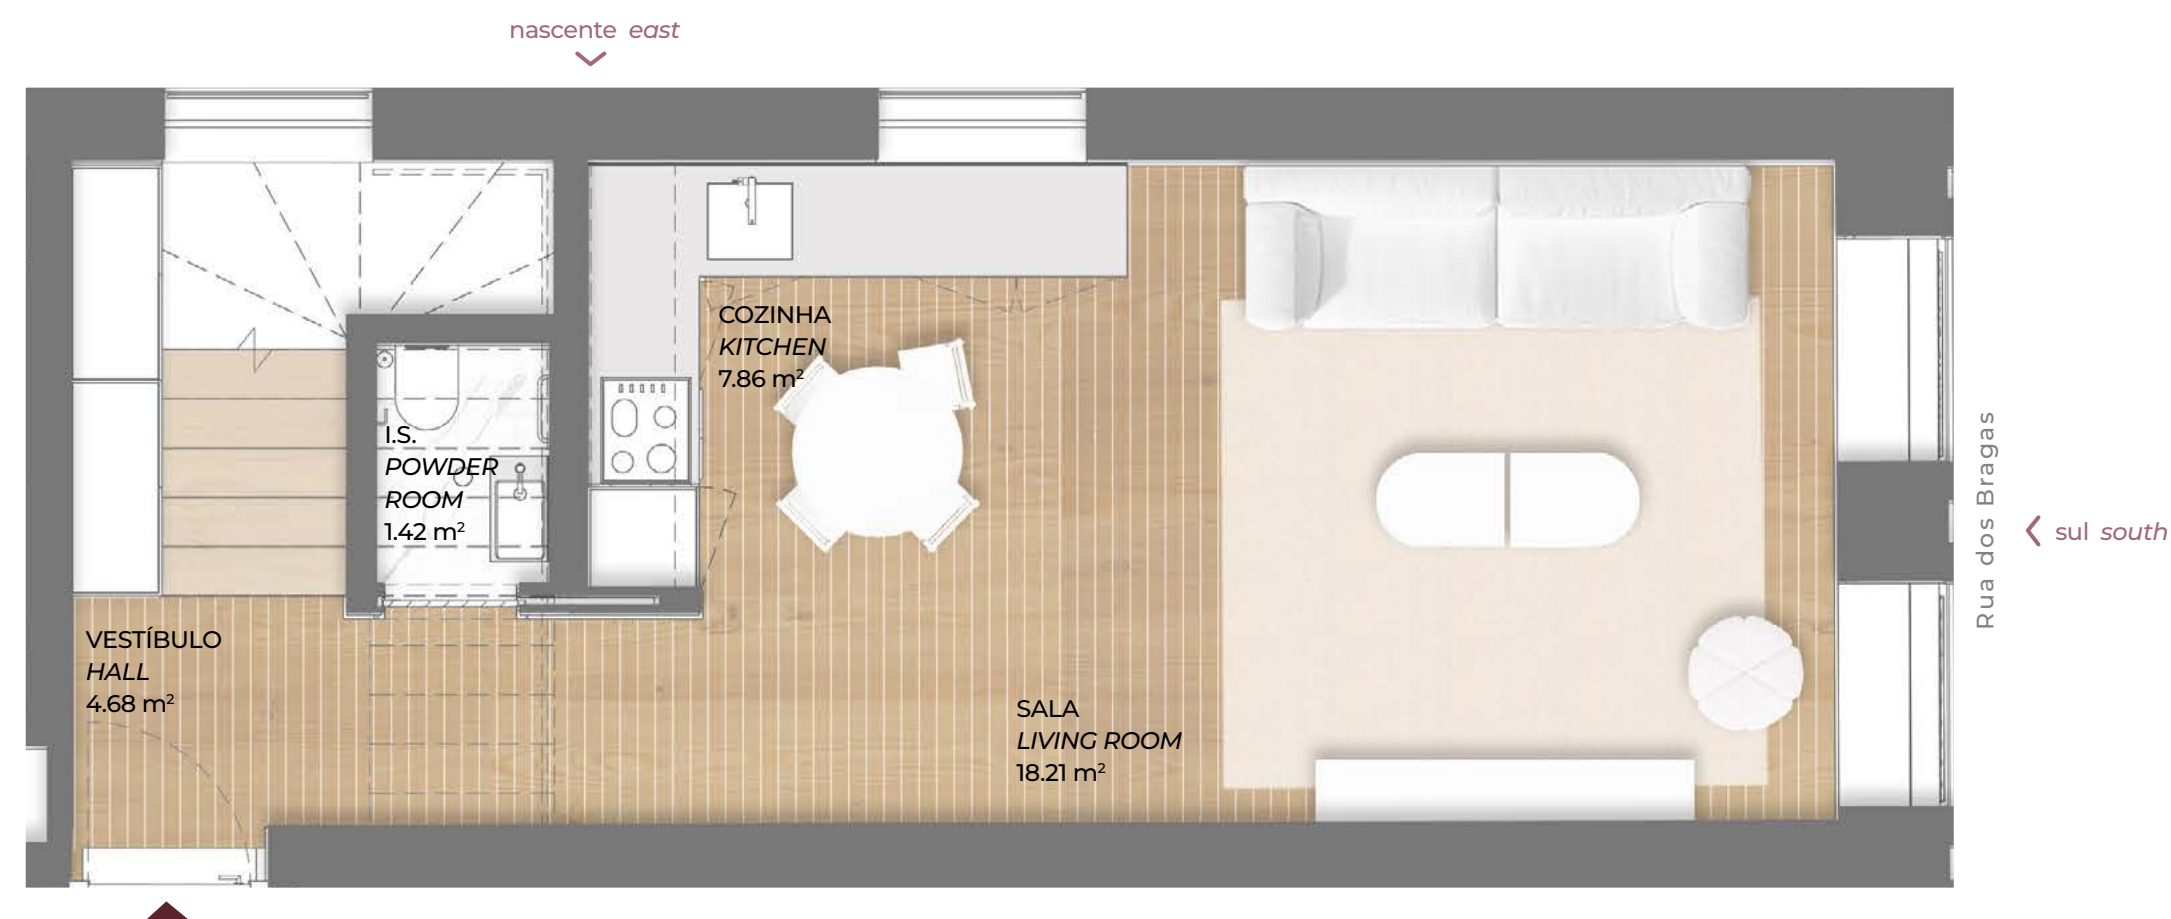 nascente east
COZINHA
KITCHEN
7.86 m²
I.S.
POWDER
ROOM
1.42 m²
VESTÍBULO
HALL
4.68 m²
SALA
LIVING ROOM
18.21 m²
Rua dos Bragas
sul south